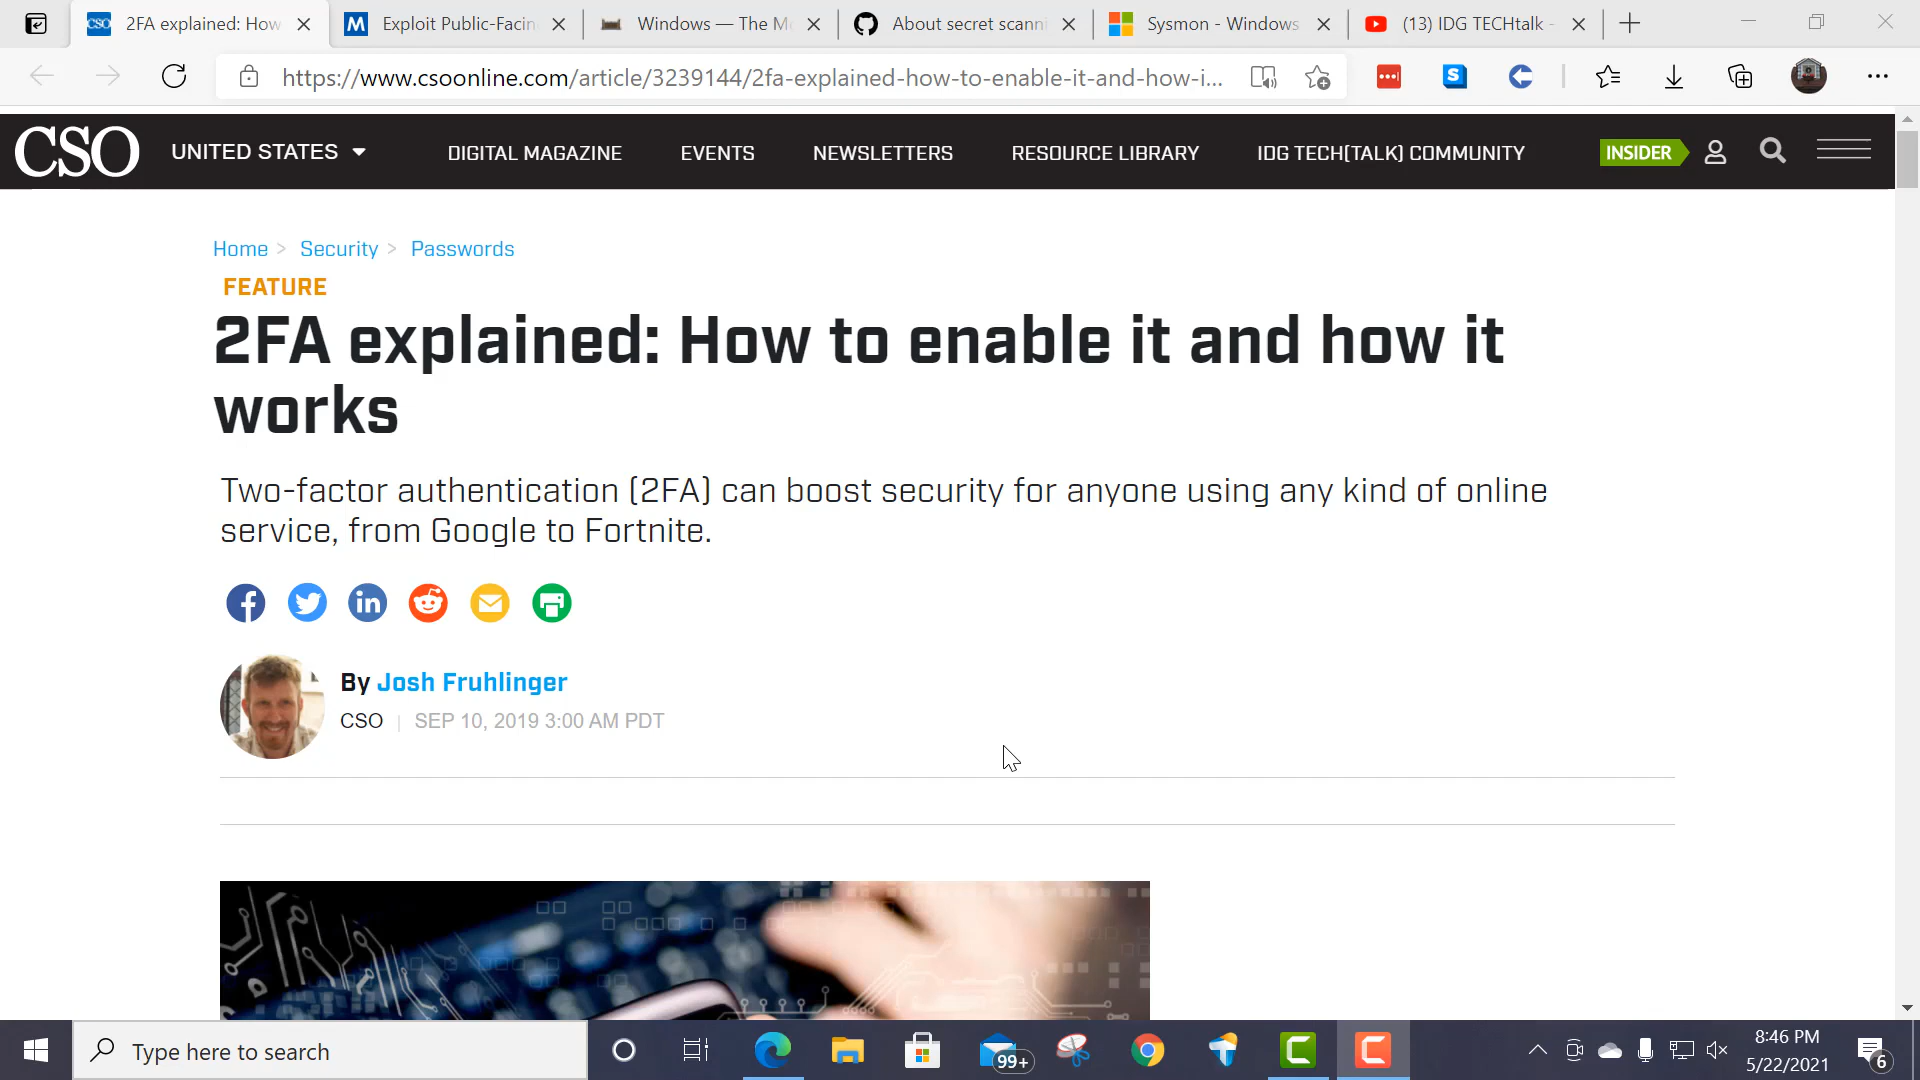 2FA explained: How
Exploit Public-Facin
Windows — The Mo
About secret scanni
Sysmon - Windows
(13) IDG TECHtalk -
https://www.csoonline.com/article/3239144/2fa-explained-how-to-enable-it-and-how-i...
CSO
UNITED STATES
DIGITAL MAGAZINE
EVENTS
NEWSLETTERS
RESOURCE LIBRARY
IDG TECH(TALK) COMMUNITY
INSIDER
Home > Security > Passwords
FEATURE
2FA explained: How to enable it and how it
works
Two-factor authentication (2FA) can boost security for anyone using any kind of online
service, from Google to Fortnite.
By Josh Fruhlinger
CSO | SEP 10, 2019 3:00 AM PDT
Type here to search
99+
8:46 PM
5/22/2021
6